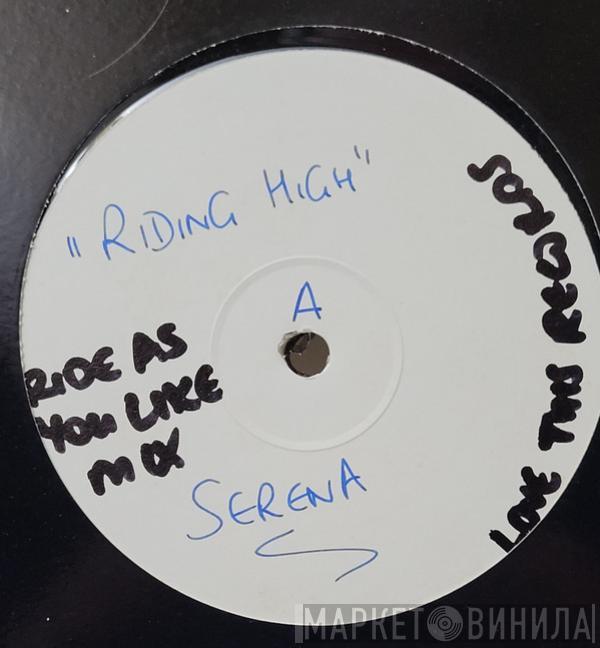 "RIDING HIGH"
A
RIDE AS
YOU LIKE
MIX
SERENA
LOVE THIS RECORDS
МАРКЕТ ВИНИЛА